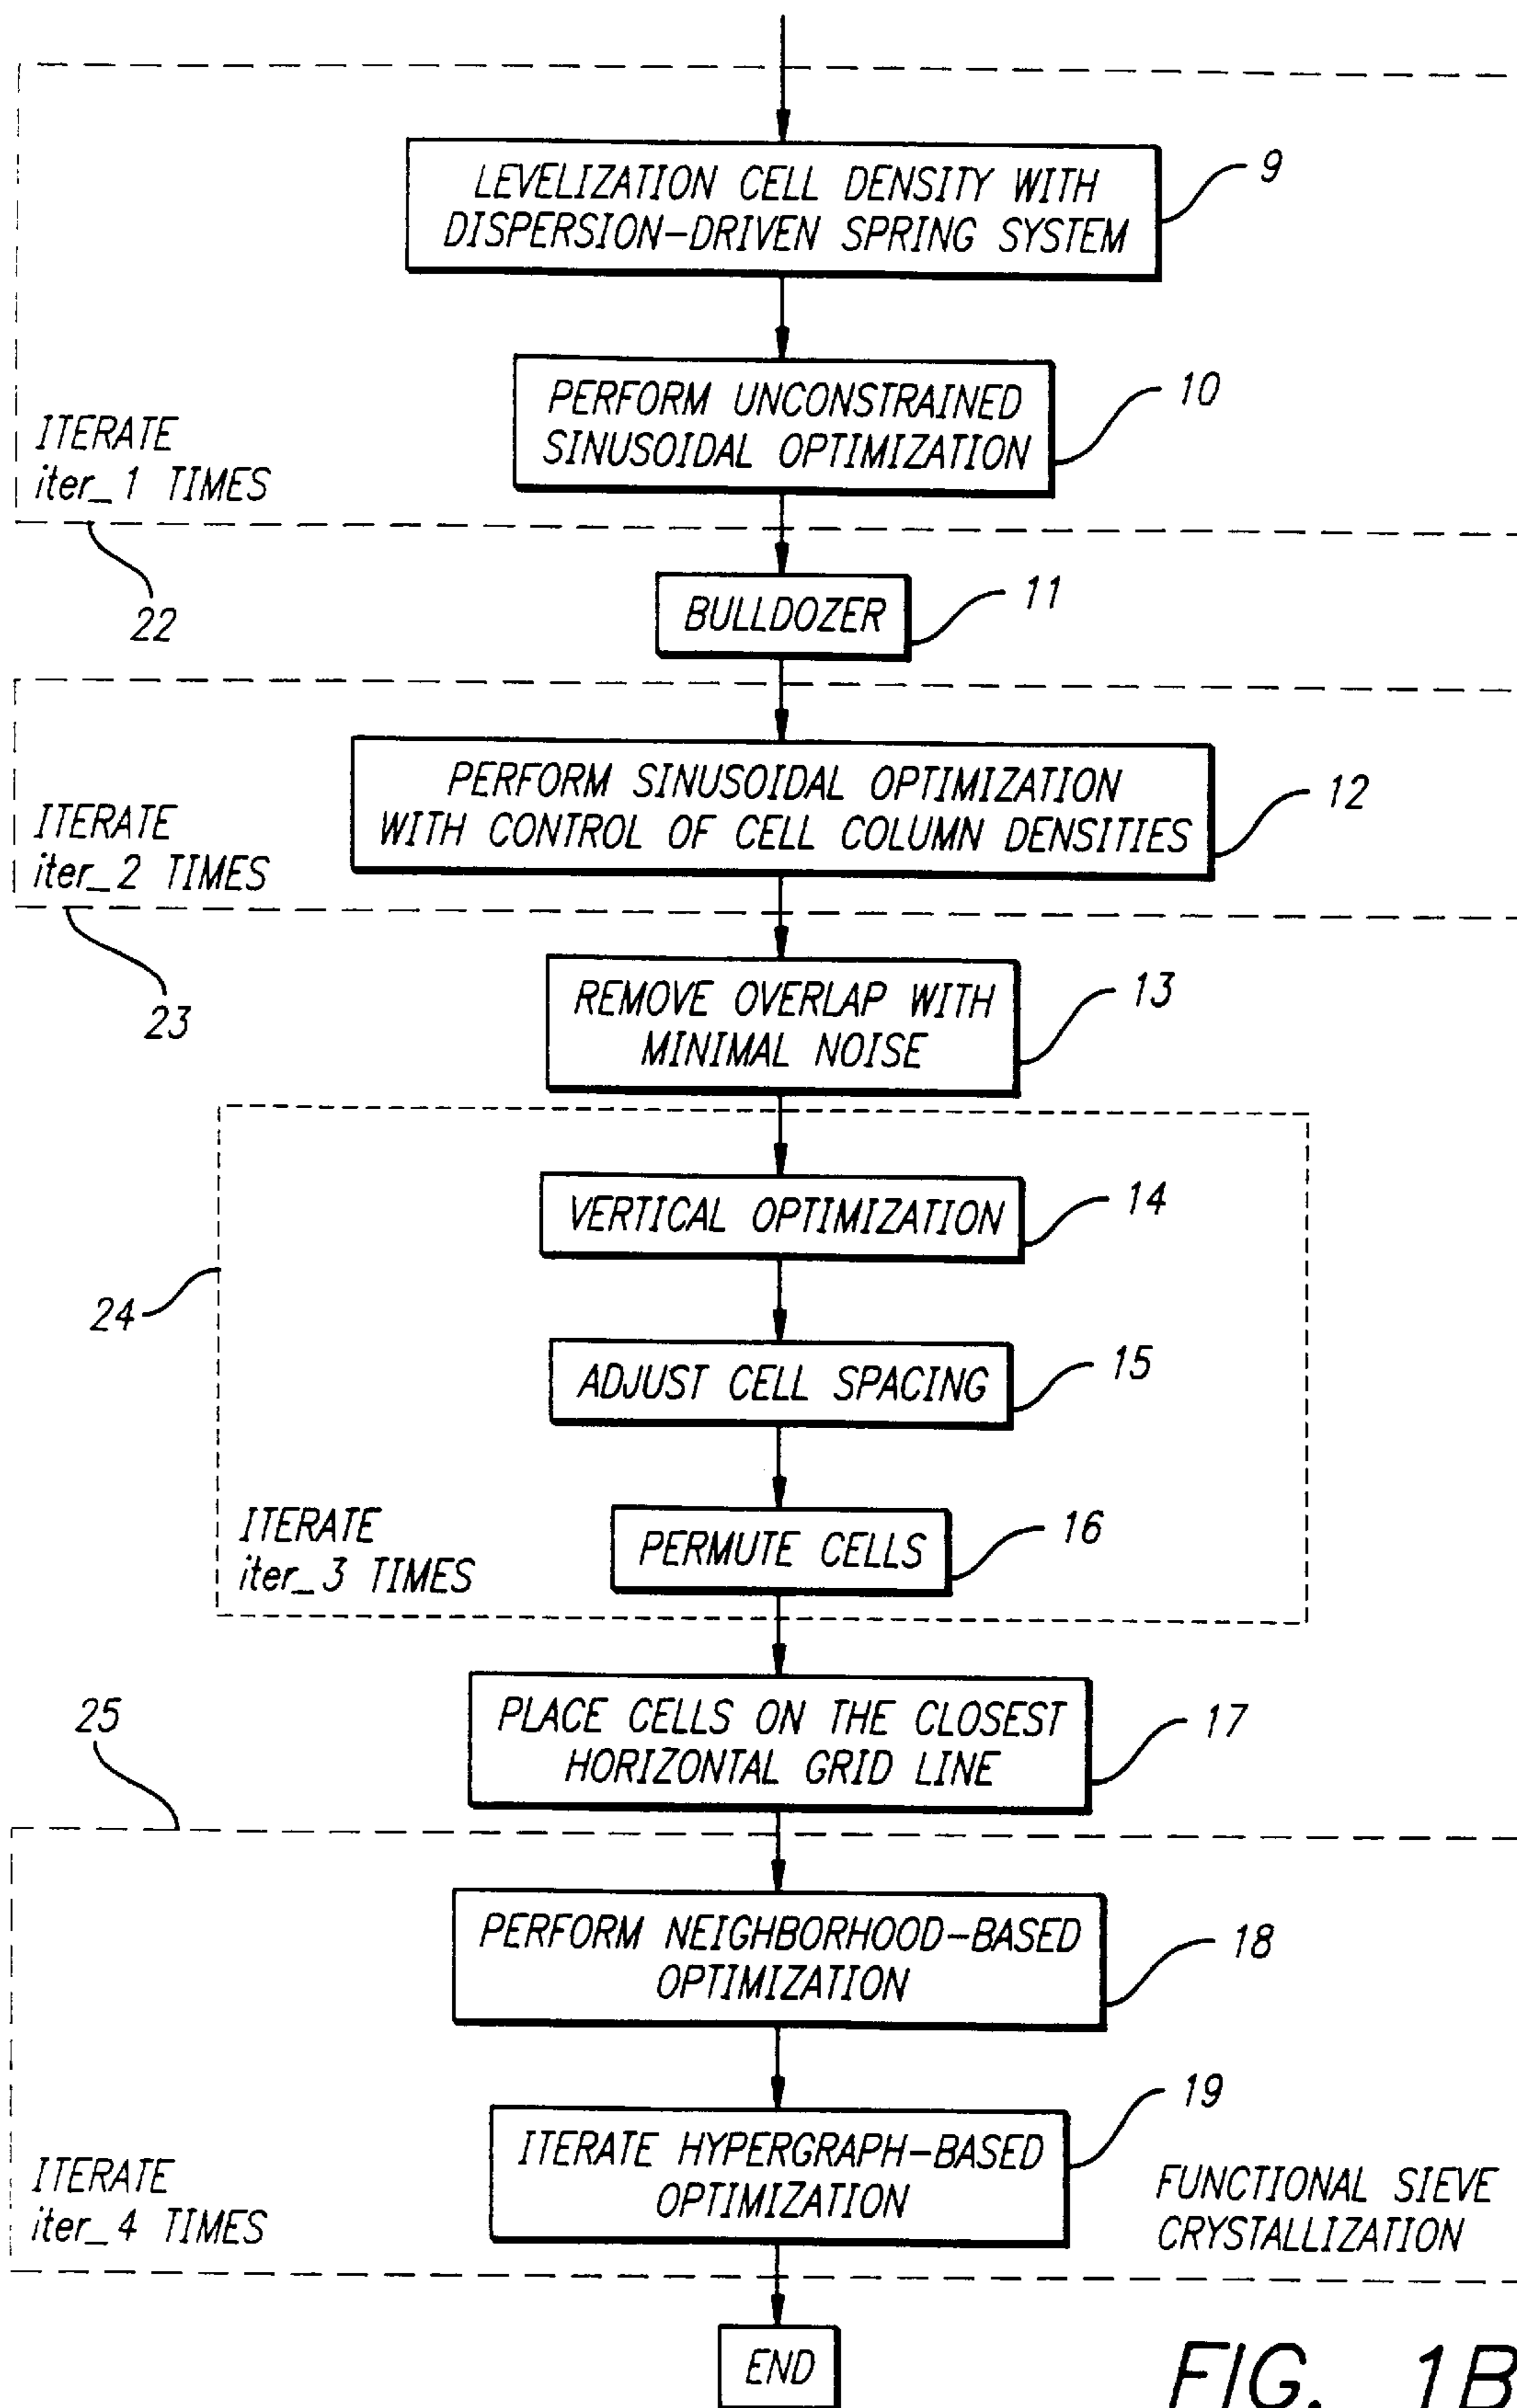 LEVELIZATION CELL DENSITY WITH
DISPERSION-DRIVEN SPRING SYSTEM
9
PERFORM UNCONSTRAINED
SINUSOIDAL OPTIMIZATION
10
ITERATE
iter_1 TIMES
22
BULLDOZER
11
PERFORM SINUSOIDAL OPTIMIZATION
WITH CONTROL OF CELL COLUMN DENSITIES
12
ITERATE
iter_2 TIMES
23
REMOVE OVERLAP WITH
MINIMAL NOISE
13
VERTICAL OPTIMIZATION
14
24
ADJUST CELL SPACING
15
PERMUTE CELLS
16
ITERATE
iter_3 TIMES
PLACE CELLS ON THE CLOSEST
HORIZONTAL GRID LINE
17
25
PERFORM NEIGHBORHOOD-BASED
OPTIMIZATION
18
ITERATE HYPERGRAPH-BASED
OPTIMIZATION
19
ITERATE
iter_4 TIMES
FUNCTIONAL SIEVE
CRYSTALLIZATION
END
FIG. 1B